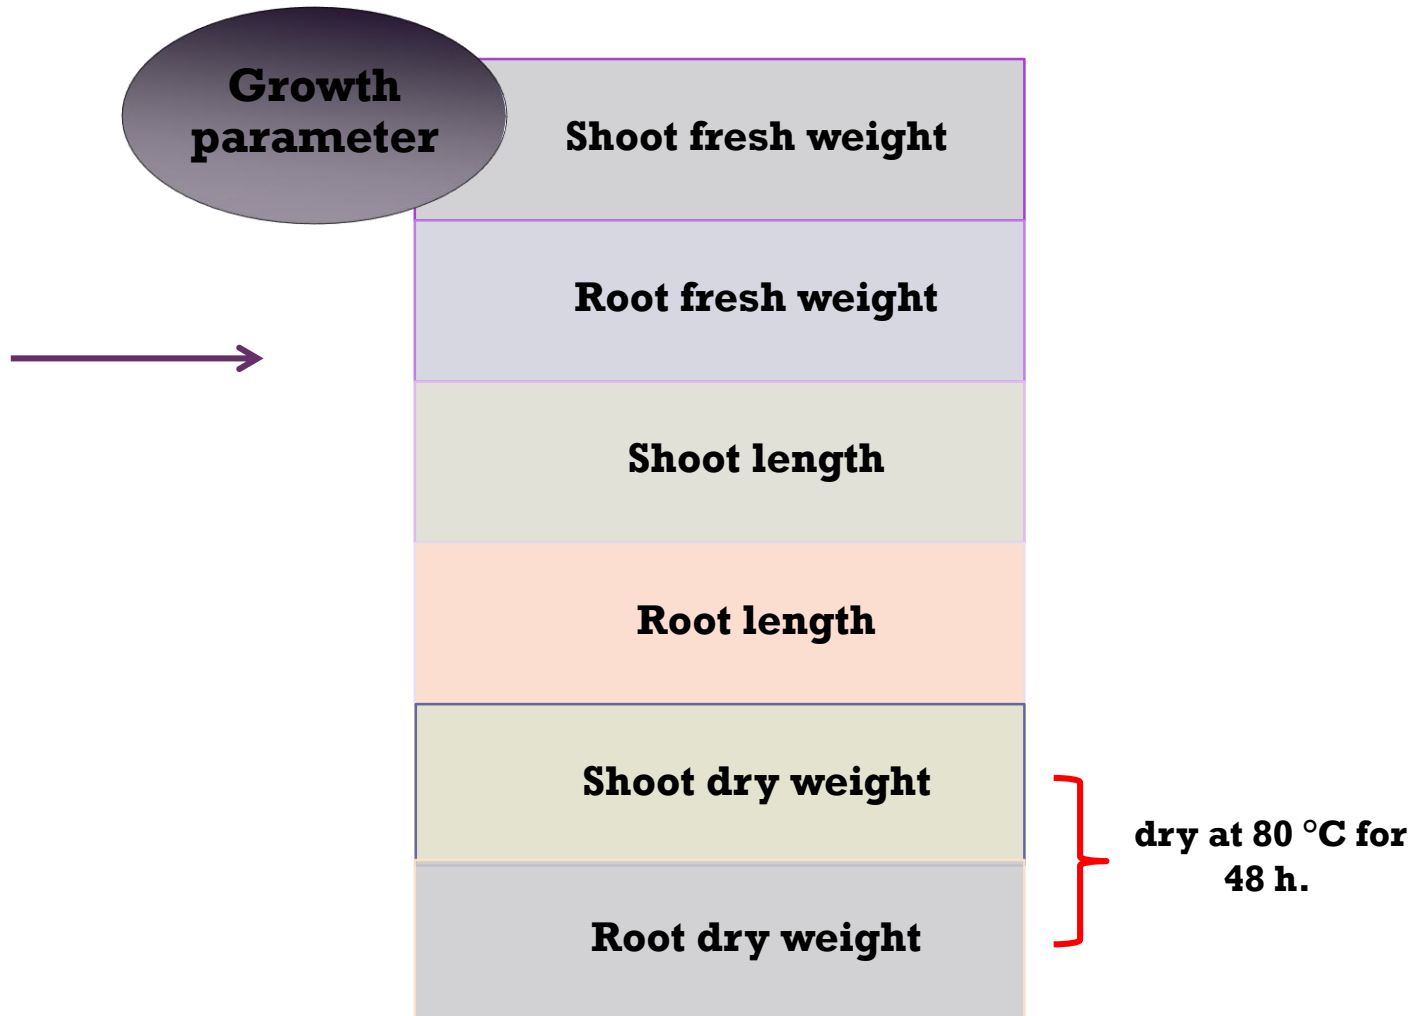 Growth
parameter
Shoot fresh weight
Root fresh weight
Shoot length
Root length
Shoot dry weight
Root dry weight
dry at 80 °C for
48 h.